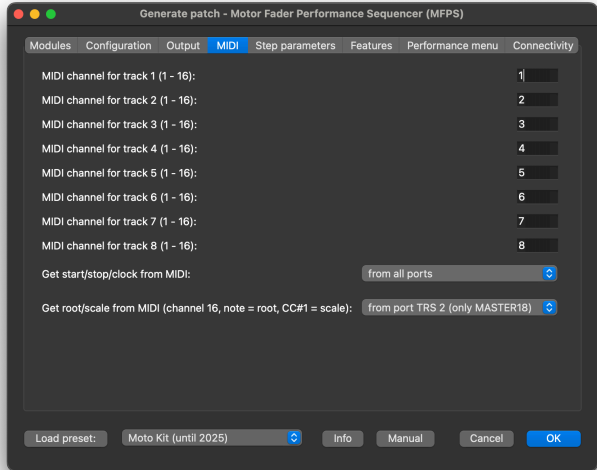 Generate patch - Motor Fader Performance Sequencer (MFPS)
Modules Configuration Output MIDI Step parameters Features Performance menu Connectivity
MIDI channel for track 1 (1 - 16): 1
MIDI channel for track 2 (1 - 16): 2
MIDI channel for track 3 (1 - 16): 3
MIDI channel for track 4 (1 - 16): 4
MIDI channel for track 5 (1 - 16): 5
MIDI channel for track 6 (1 - 16): 6
MIDI channel for track 7 (1 - 16): 7
MIDI channel for track 8 (1 - 16): 8
Get start/stop/clock from MIDI: from all ports
Get root/scale from MIDI (channel 16, note = root, CC#1 = scale): from port TRS 2 (only MASTER18)
Load preset: Moto Kit (until 2025) Info Manual Cancel OK